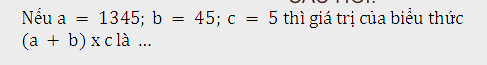 Nếu a = 1345; b = 45; c = 5 thì giá trị của biểu thức
(a + b) x c là ...